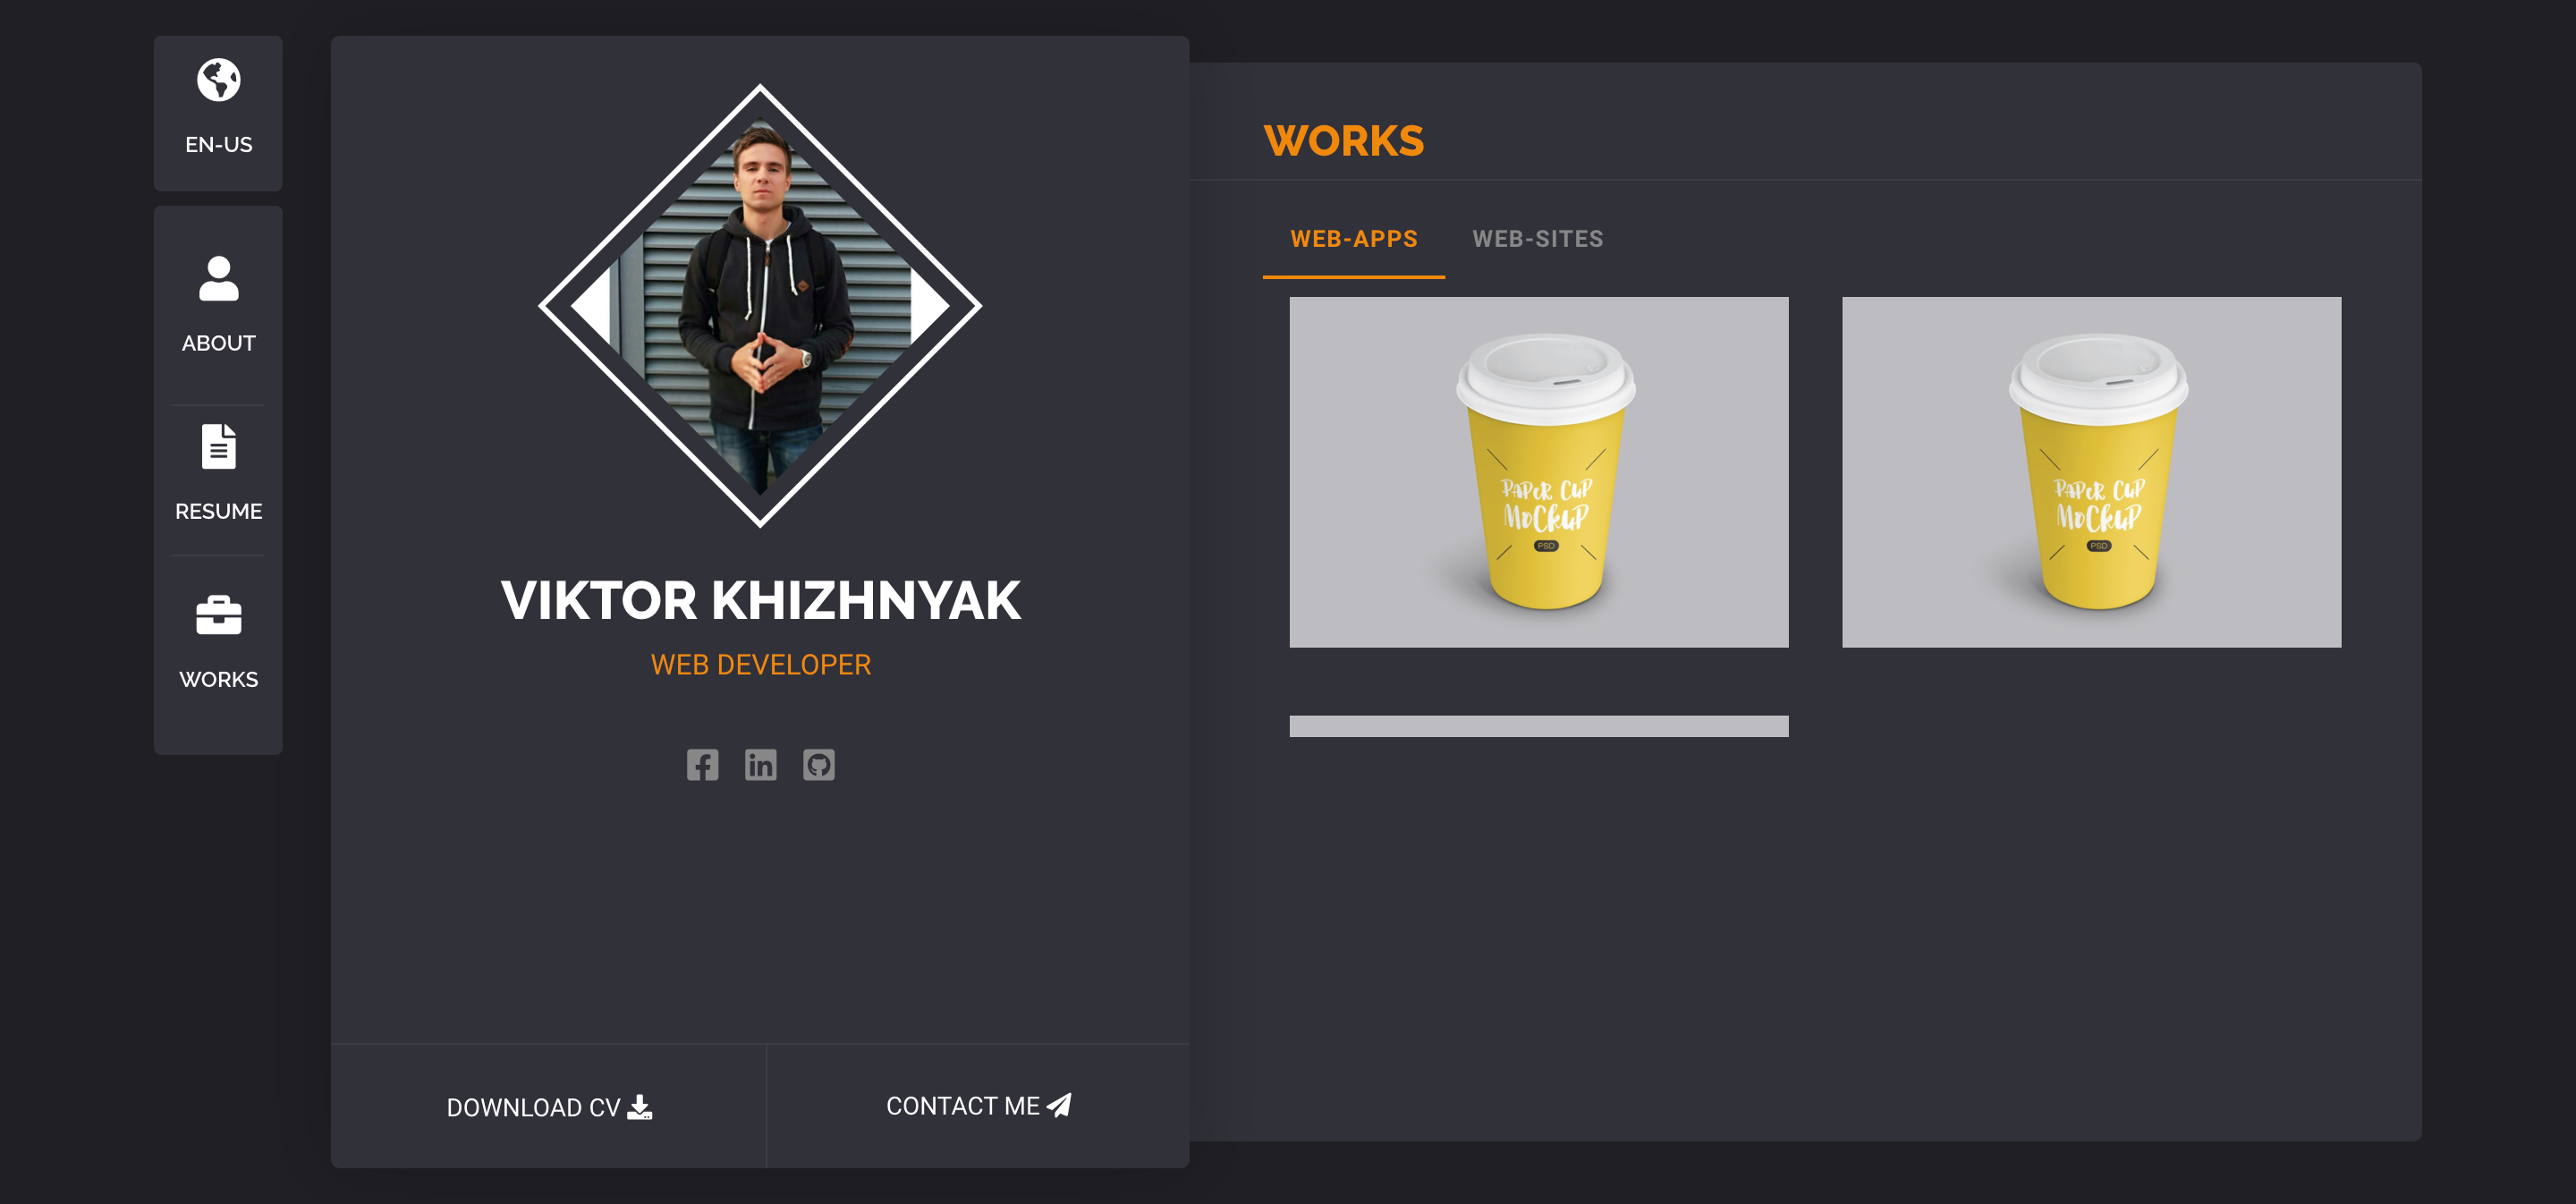 EN-US
ABOUT
RESUME
WORKS
VIKTOR KHIZHNYAK
WEB DEVELOPER
DOWNLOAD CV
CONTACT ME
WORKS
WEB-APPS
WEB-SITES
PAPER CUP
MOCKUP
PSD
PAPER CUP
MOCKUP
PSD